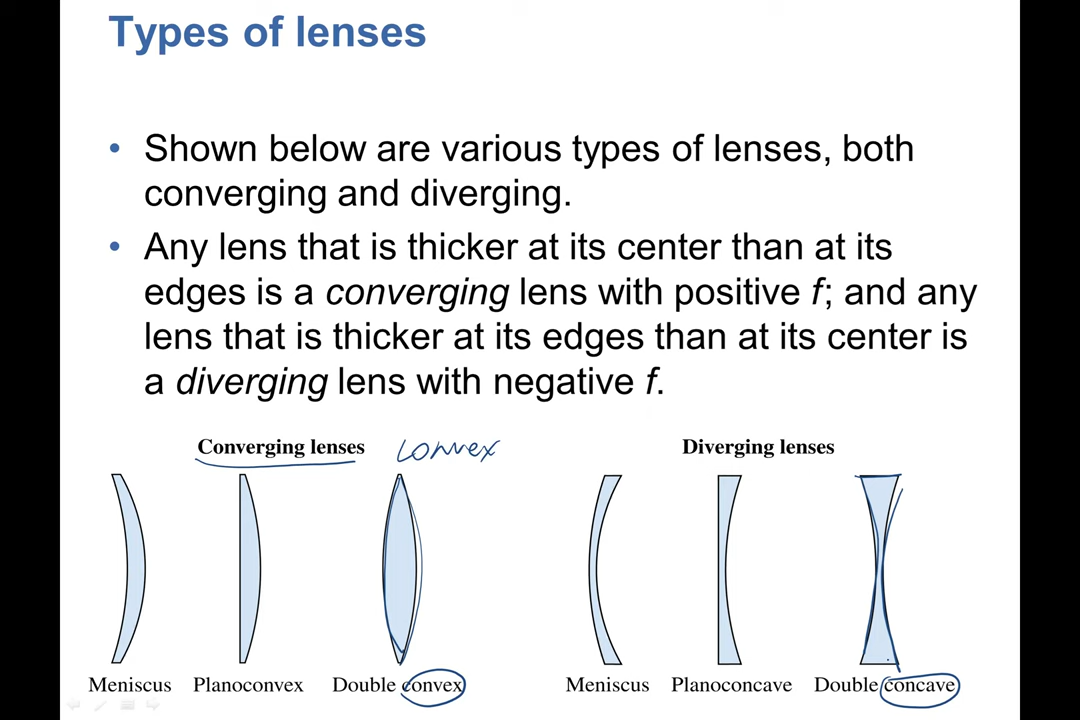 Types of lenses
• Shown below are various types of lenses, both
converging and diverging.
• Any lens that is thicker at its center than at its
edges is a converging lens with positive f; and any
lens that is thicker at its edges than at its center is
a diverging lens with negative f.
Converging lenses convex Diverging lenses
Meniscus Planoconvex Double convex Meniscus Planoconcave Double concave